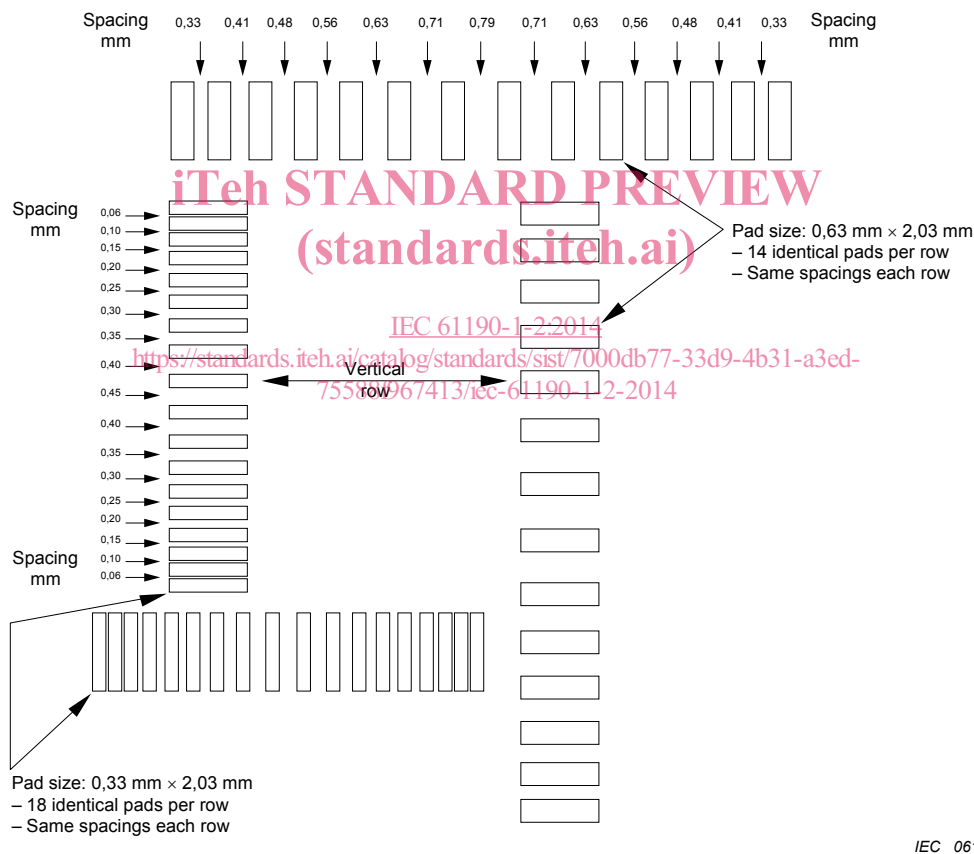 Spacing
mm
0,33 0,41 0,48 0,56 0,63 0,71 0,79 0,71 0,63 0,56 0,48 0,41 0,33
Spacing
mm
iTeh STANDARD PREVIEW
(standards.iteh.ai)
Spacing
mm
0,06
0,10
0,15
0,20
0,25
0,30
0,35
0,40
0,45
0,40
0,35
0,30
0,25
0,20
0,15
0,10
0,06
Spacing
mm
Pad size: 0,63 mm × 2,03 mm
– 14 identical pads per row
– Same spacings each row
IEC 61190-1-2:2014
https://standards.iteh.ai/catalog/standards/sist/7000db77-33d9-4b31-a3ed-
75588f967413/iec-61190-1-2-2014
Vertical
row
Pad size: 0,33 mm × 2,03 mm
– 18 identical pads per row
– Same spacings each row
IEC